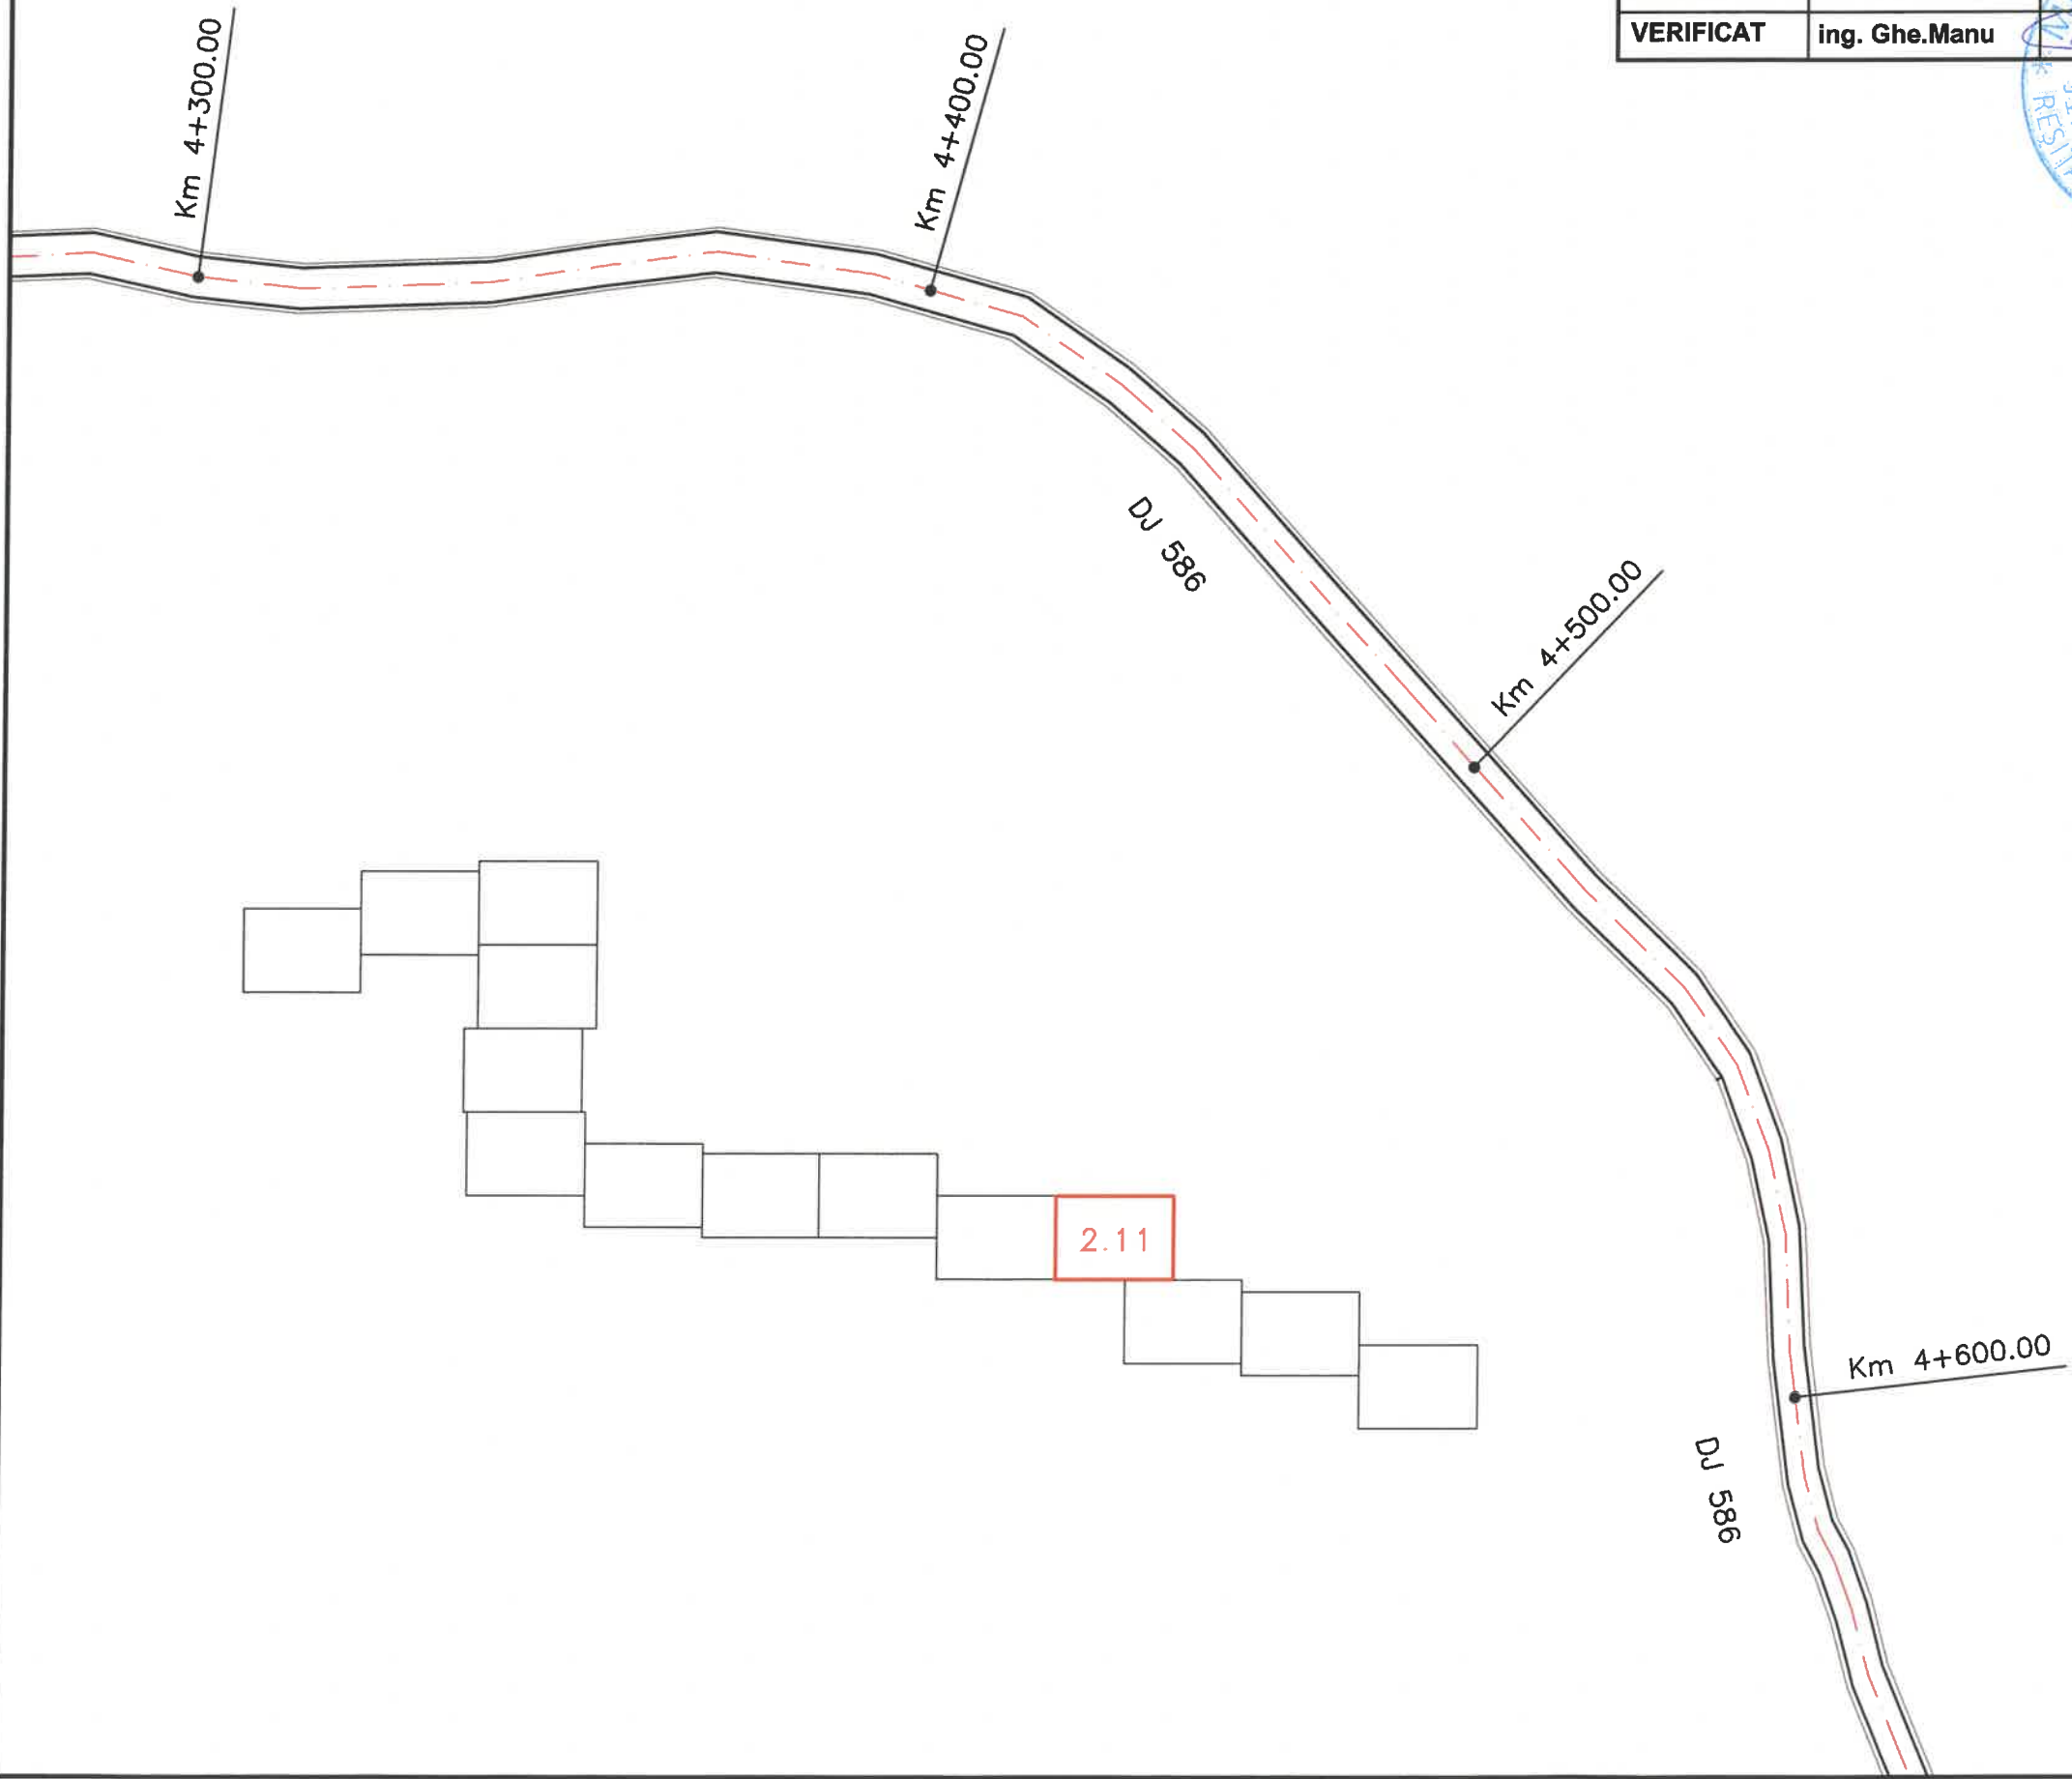 VERIFICAT ing. Ghe.Manu
Km 4+300.00
Km 4+400.00
DJ 586
Km 4+500.00
2.11
Km 4+600.00
DJ 586